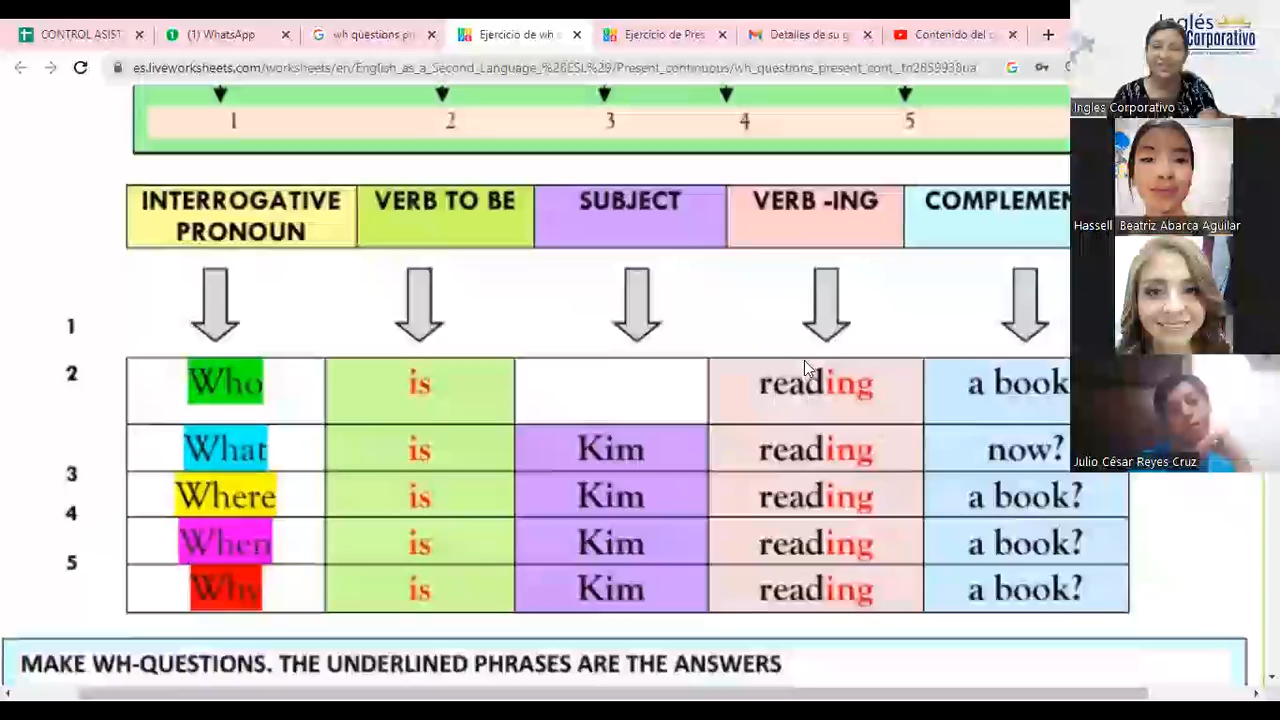 CONTROL ASIST
(1) WhatsApp
wh questions pr
Ejercicio de wh q
Ejercicio de Pres
Detalles de su g
Contenido del c
Inglés
Corporativo
es.liveworksheets.com/worksheets/en/English_as_a_Second_Language_%28ESL%29/Present_continuous/wh_questions_present_cont_tn2859938ua
1 2 3 4 5
Ingles Corporativo
INTERROGATIVE PRONOUN VERB TO BE SUBJECT VERB -ING COMPLEMEN
Hassell Beatriz Abarca Aguilar
1
2 Who is reading a book
What is Kim reading now?
Julio César Reyes Cruz
3
Where is Kim reading a book?
4
When is Kim reading a book?
5
Why is Kim reading a book?
MAKE WH-QUESTIONS. THE UNDERLINED PHRASES ARE THE ANSWERS